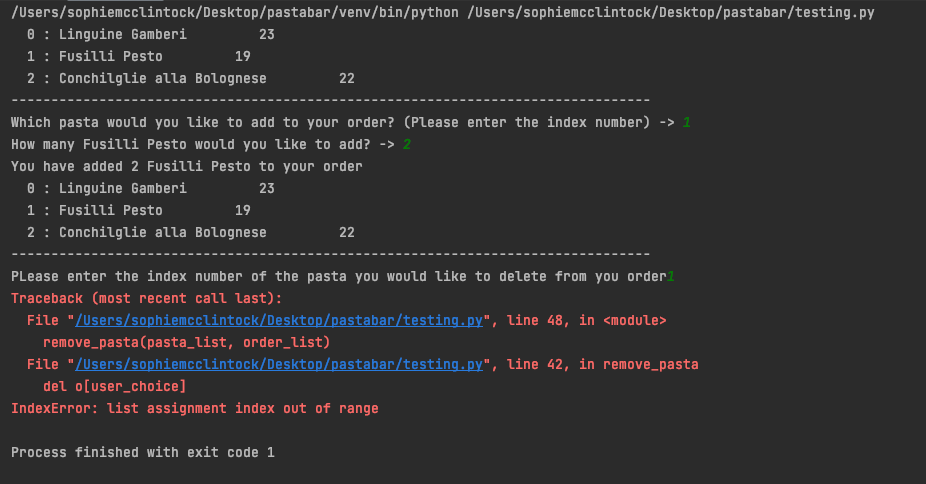 /Users/sophiemcclintock/Desktop/pastabar/venv/bin/python /Users/sophiemcclintock/Desktop/pastabar/testing.py
0 : Linguine Gamberi 23
1 : Fusilli Pesto 19
2 : Conchilglie alla Bolognese 22
--------------------------------------------------------------------------------
Which pasta would you like to add to your order? (Please enter the index number) -> 1
How many Fusilli Pesto would you like to add? -> 2
You have added 2 Fusilli Pesto to your order
0 : Linguine Gamberi 23
1 : Fusilli Pesto 19
2 : Conchilglie alla Bolognese 22
--------------------------------------------------------------------------------
PLease enter the index number of the pasta you would like to delete from you order1
Traceback (most recent call last):
File "/Users/sophiemcclintock/Desktop/pastabar/testing.py", line 48, in <module>
remove_pasta(pasta_list, order_list)
File "/Users/sophiemcclintock/Desktop/pastabar/testing.py", line 42, in remove_pasta
del o[user_choice]
IndexError: list assignment index out of range
Process finished with exit code 1